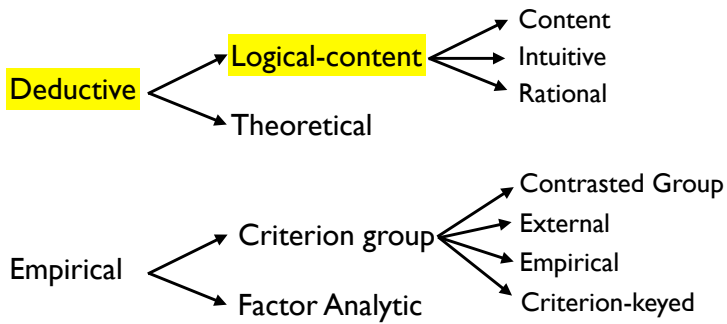 Deductive
Logical-content
Content
Intuitive
Rational
Theoretical
Empirical
Criterion group
Contrasted Group
External
Empirical
Criterion-keyed
Factor Analytic